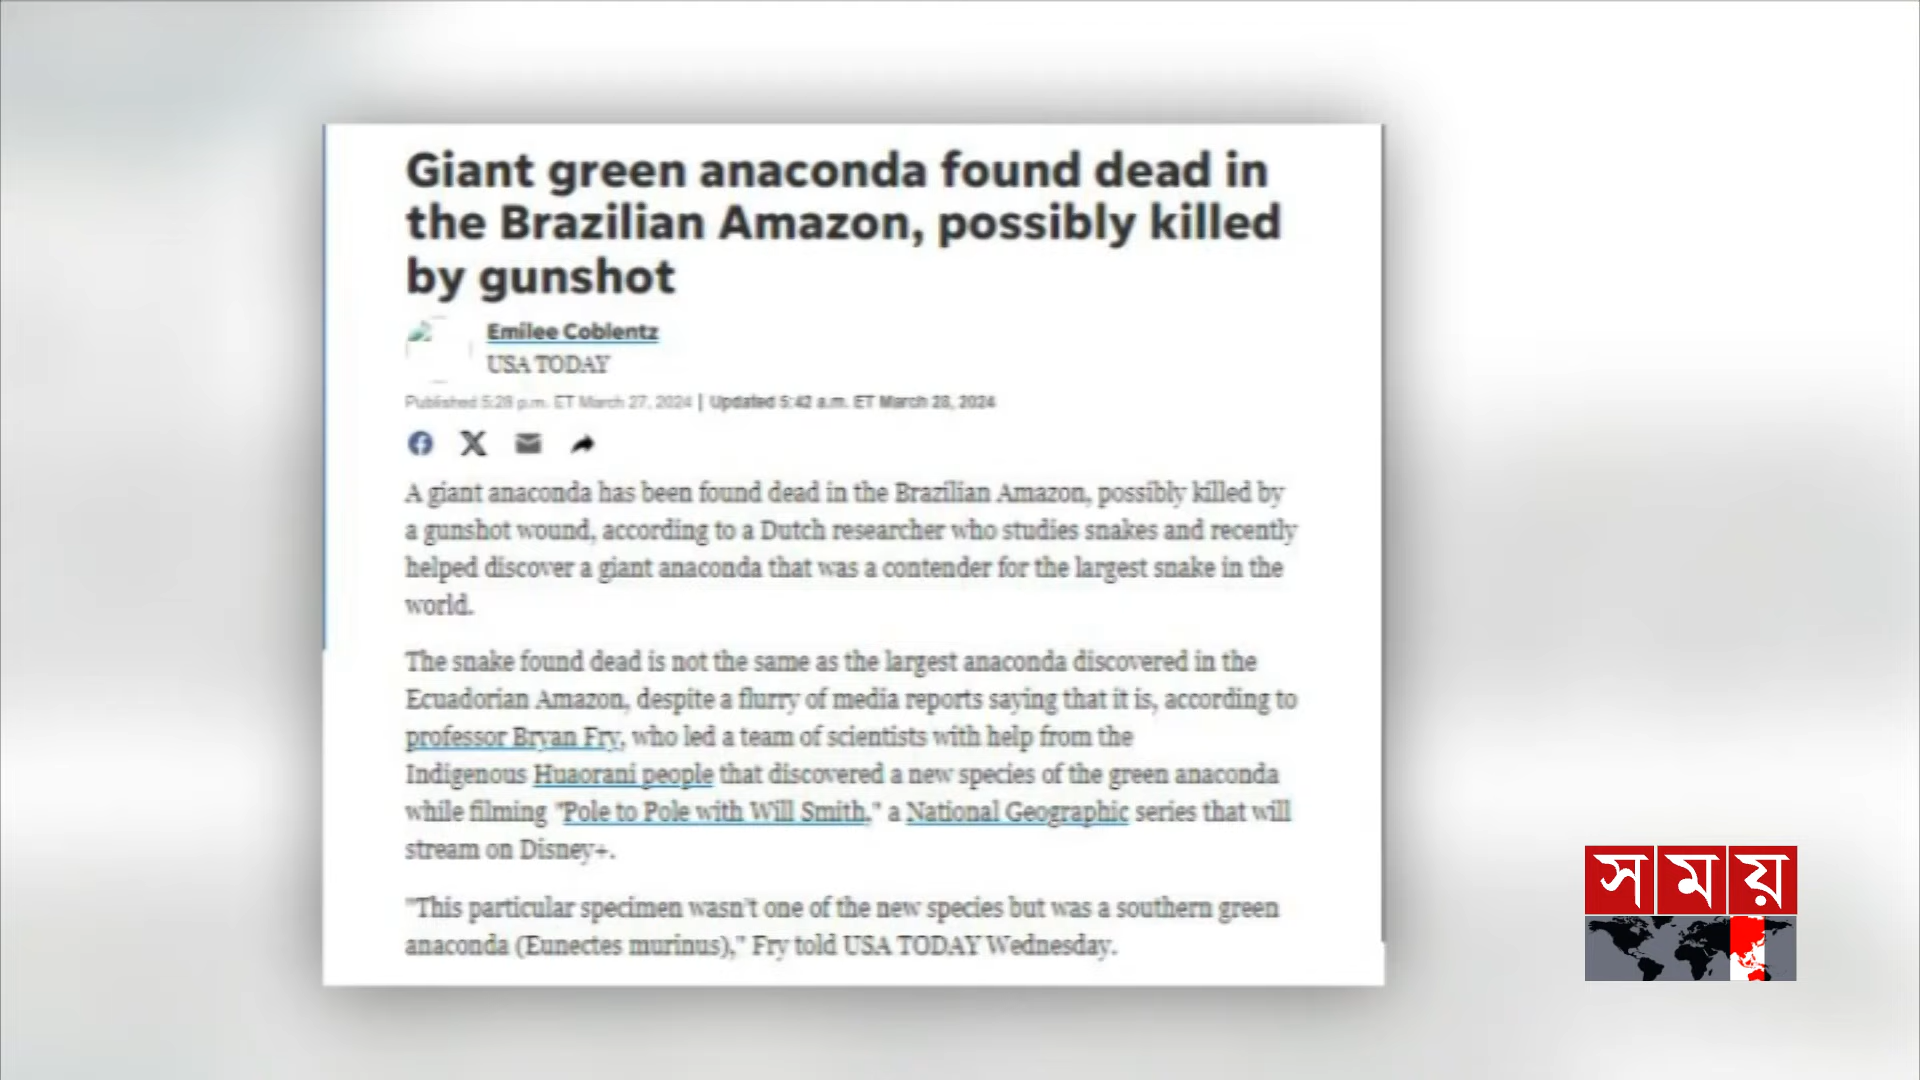 Giant green anaconda found dead in
the Brazilian Amazon, possibly killed
by gunshot
Emilee Coblentz
USA TODAY
Published 5:28 p.m. ET March 27, 2024 | Updated 5:42 a.m. ET March 28, 2024
A giant anaconda has been found dead in the Brazilian Amazon, possibly killed by
a gunshot wound, according to a Dutch researcher who studies snakes and recently
helped discover a giant anaconda that was a contender for the largest snake in the
world.
The snake found dead is not the same as the largest anaconda discovered in the
Ecuadorian Amazon, despite a flurry of media reports saying that it is, according to
professor Bryan Fry, who led a team of scientists with help from the
Indigenous Huaorani people that discovered a new species of the green anaconda
while filming "Pole to Pole with Will Smith," a National Geographic series that will
stream on Disney+.
"This particular specimen wasn't one of the new species but was a southern green
anaconda (Eunectes murinus)," Fry told USA TODAY Wednesday.
সময়